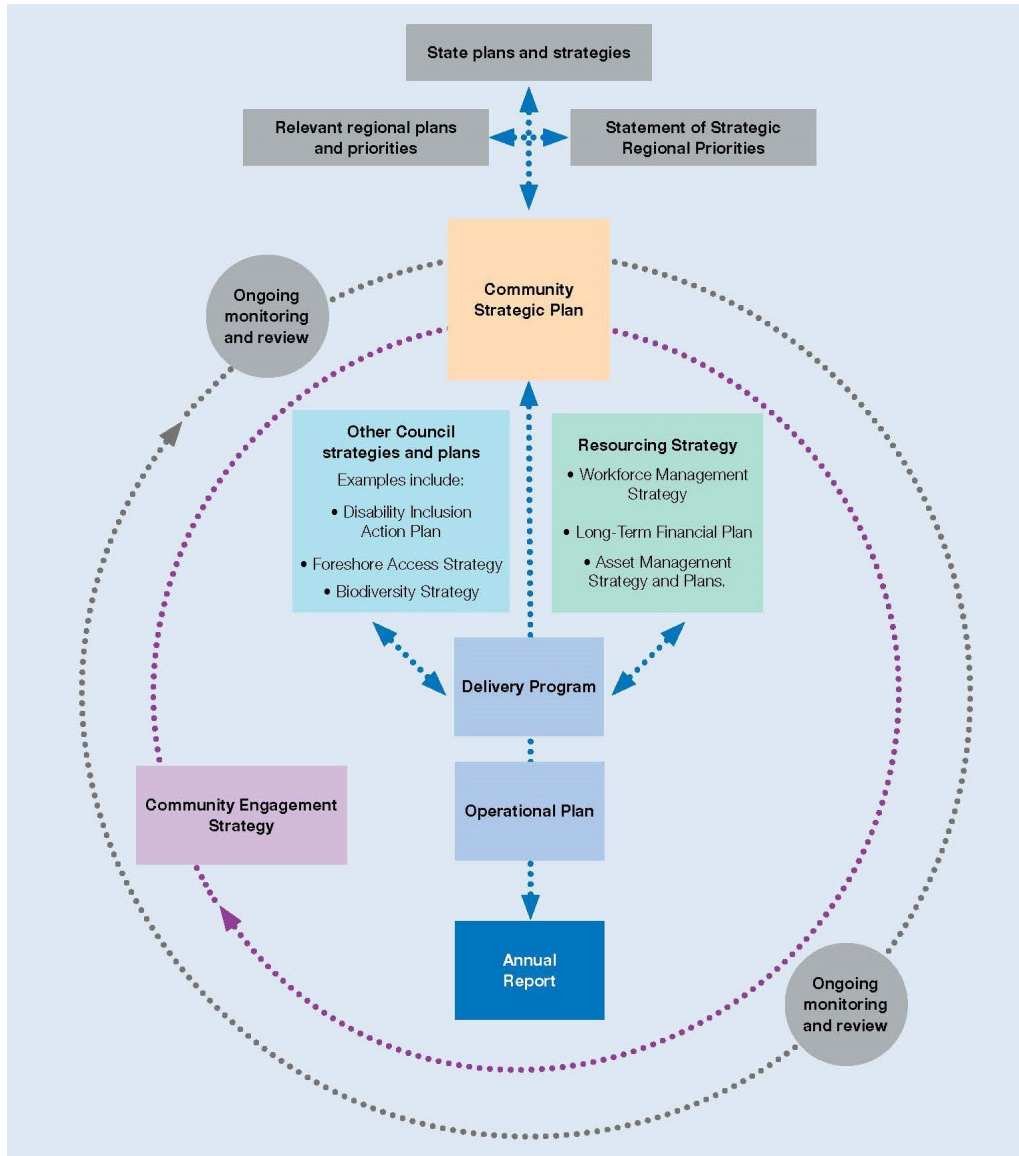 State plans and strategies
Relevant regional plans
and priorities
Statement of Strategic
Regional Priorities
Community
Strategic Plan
Ongoing
monitoring
and review
Other Council
strategies and plans
Examples include:
• Disability Inclusion
Action Plan
• Foreshore Access Strategy
• Biodiversity Strategy
Resourcing Strategy
• Workforce Management
Strategy
• Long-Term Financial Plan
• Asset Management
Strategy and Plans.
Delivery Program
Community Engagement
Strategy
Operational Plan
Annual
Report
Ongoing
monitoring
and review